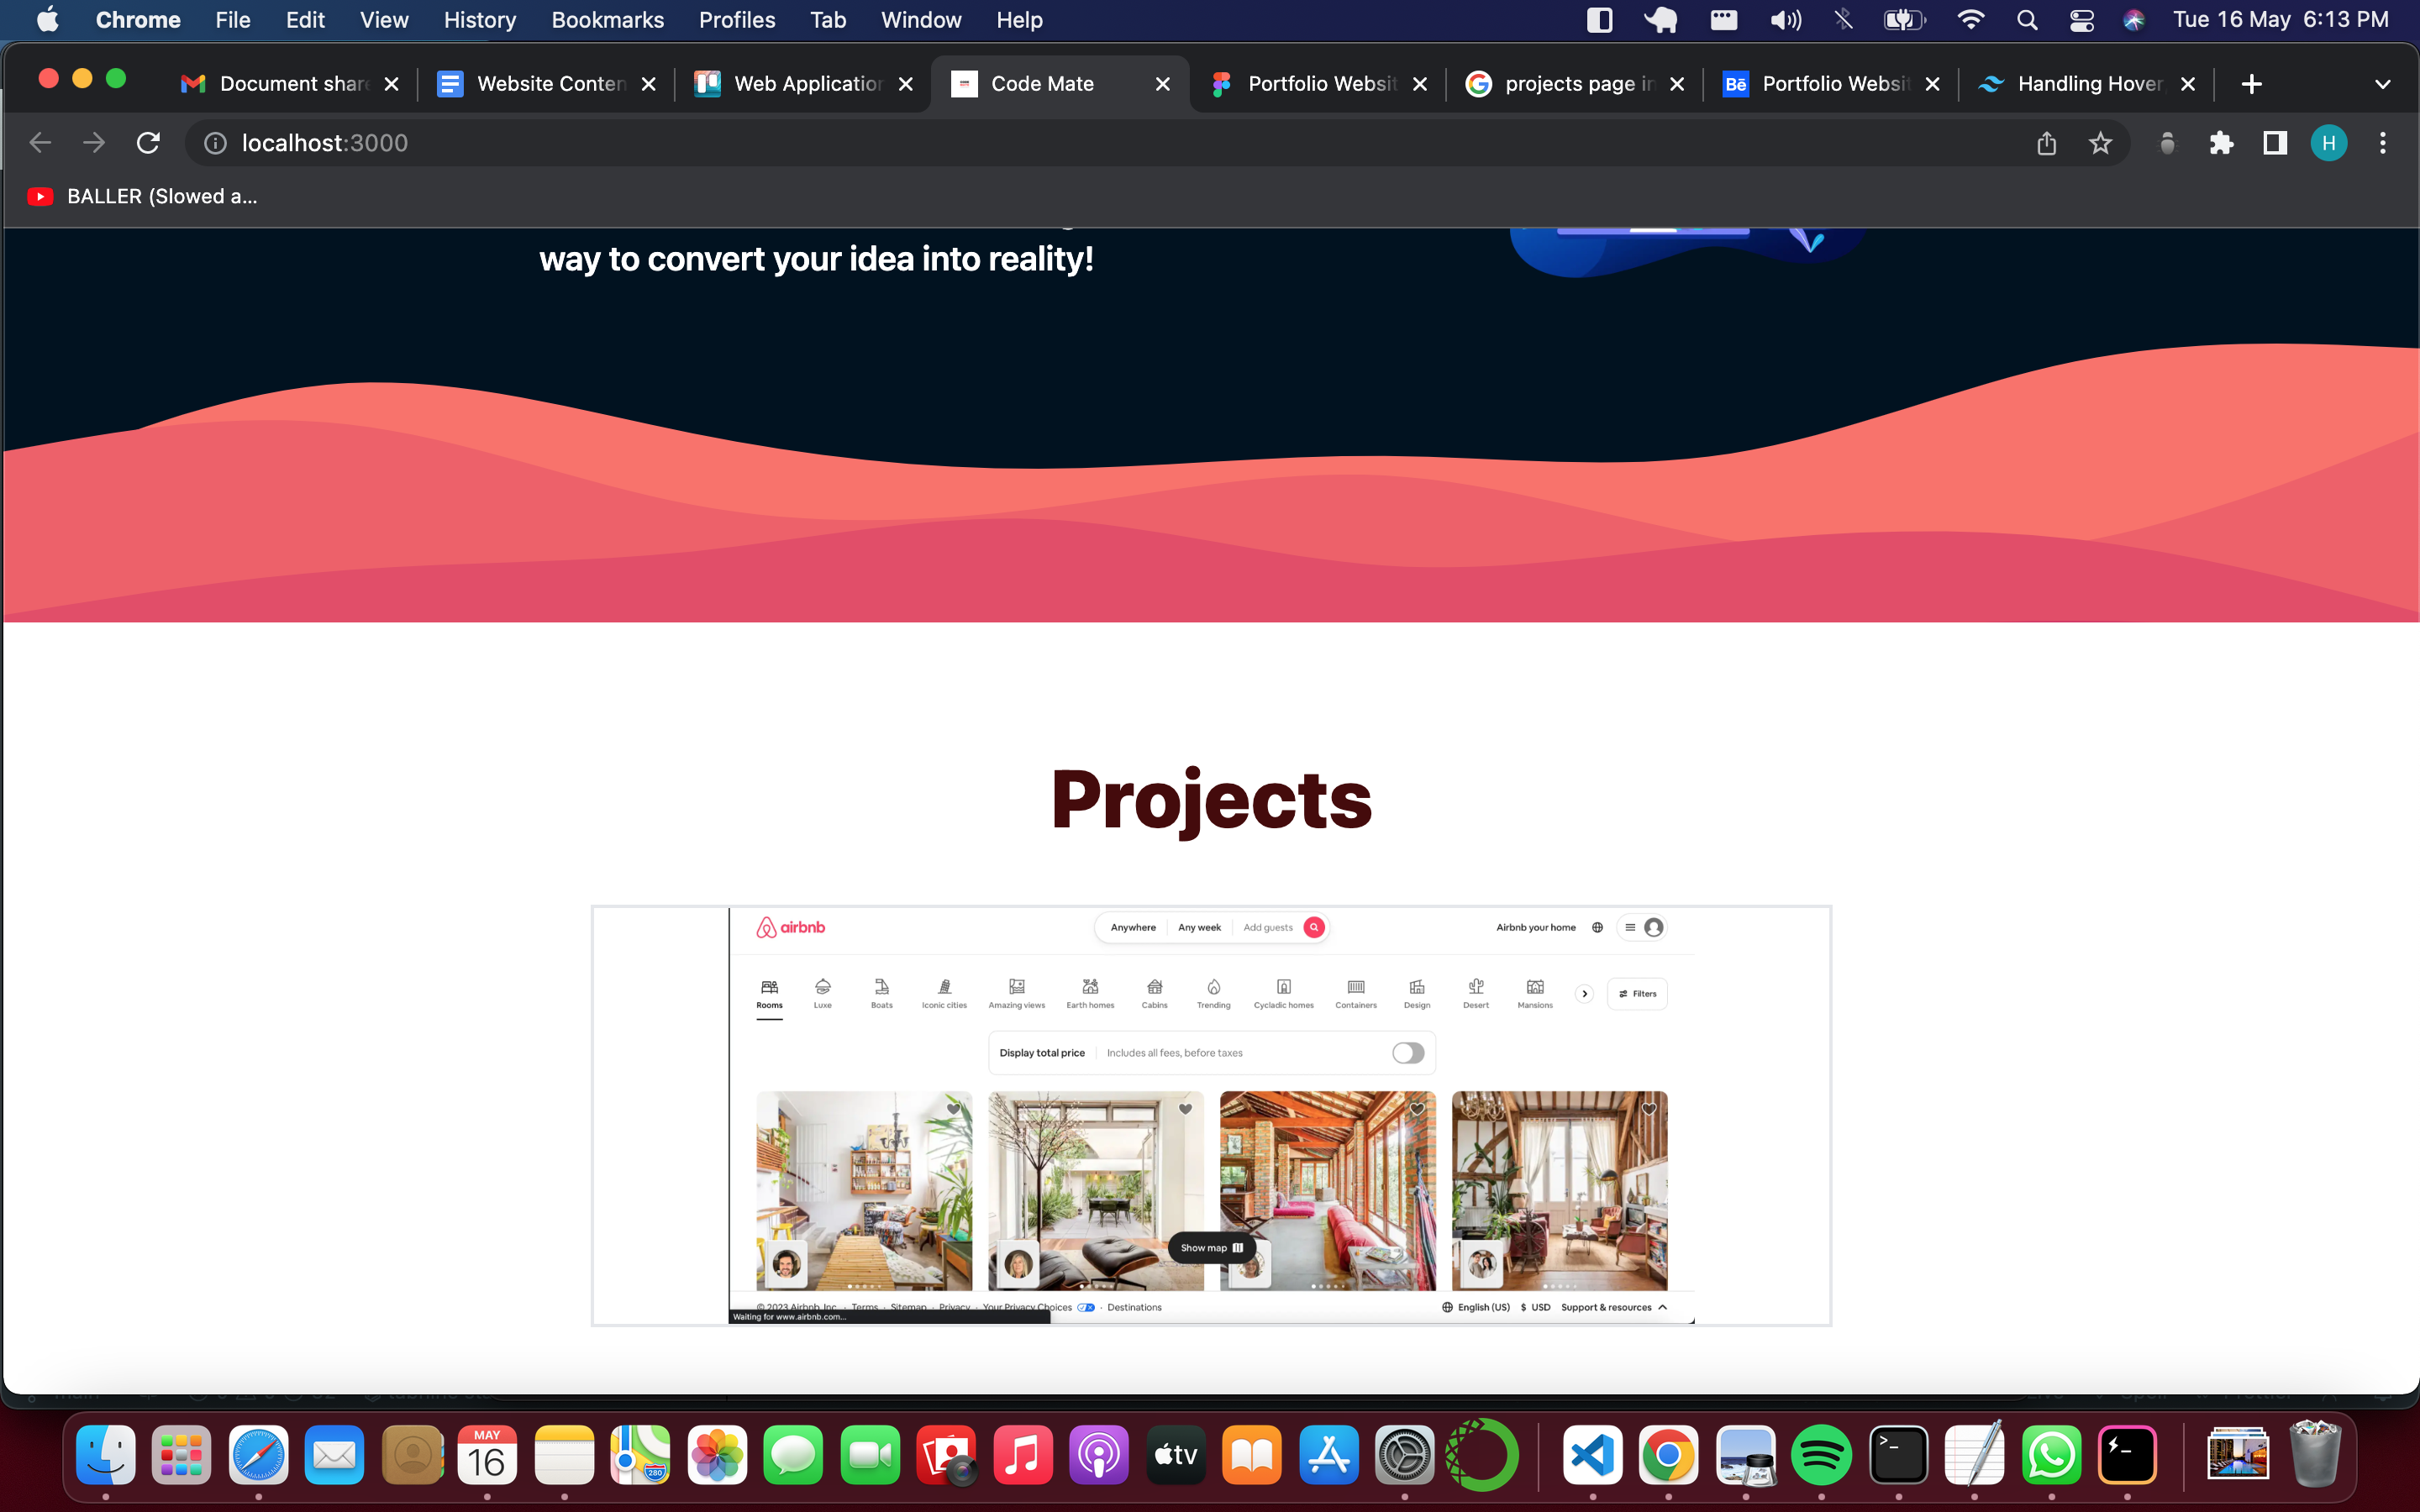 Chrome File Edit View History Bookmarks Profiles Tab Window Help Tue 16 May 6:13 PM
Document share Website Conten Web Application Code Mate Portfolio Websit projects page in Bē Portfolio Websit Handling Hover
localhost:3000 H
BALLER (Slowed a...
way to convert your idea into reality!
Projects
airbnb Anywhere Any week Add guests Airbnb your home
Rooms Luxe Boats Iconic cities Amazing views Earth homes Cabins Trending Cycladic homes Containers Design Desert Mansions Filters
Display total price Includes all fees, before taxes
Show map
© 2023 Airbnb, Inc. · Terms · Sitemap · Privacy · Your Privacy Choices · Destinations English (US) $ USD Support & resources
Waiting for www.airbnb.com...
MAY
16
280
tv